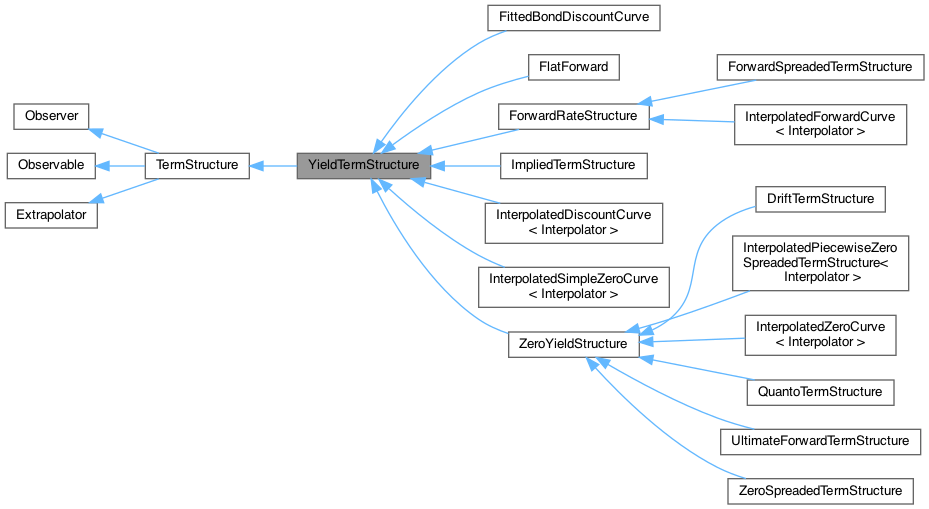 Observer
Observable
Extrapolator
TermStructure
YieldTermStructure
FittedBondDiscountCurve
FlatForward
ForwardRateStructure
ImpliedTermStructure
InterpolatedDiscountCurve
< Interpolator >
InterpolatedSimpleZeroCurve
< Interpolator >
ZeroYieldStructure
ForwardSpreadedTermStructure
InterpolatedForwardCurve
< Interpolator >
DriftTermStructure
InterpolatedPiecewiseZero
SpreadedTermStructure<
Interpolator >
InterpolatedZeroCurve
< Interpolator >
QuantoTermStructure
UltimateForwardTermStructure
ZeroSpreadedTermStructure